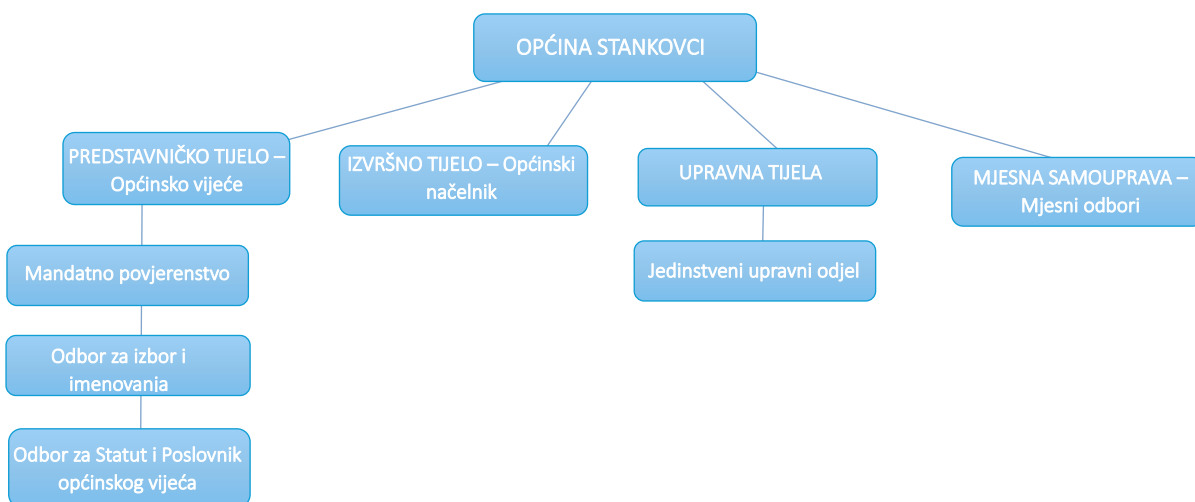 OPĆINA STANKOVCI
PREDSTAVNIČKO TIJELO –
Općinsko vijeće
IZVRŠNO TIJELO – Općinski
načelnik
UPRAVNA TIJELA
MJESNA SAMOUPRAVA –
Mjesni odbori
Mandatno povjerenstvo
Jedinstveni upravni odjel
Odbor za izbor i
imenovanja
Odbor za Statut i Poslovnik
općinskog vijeća